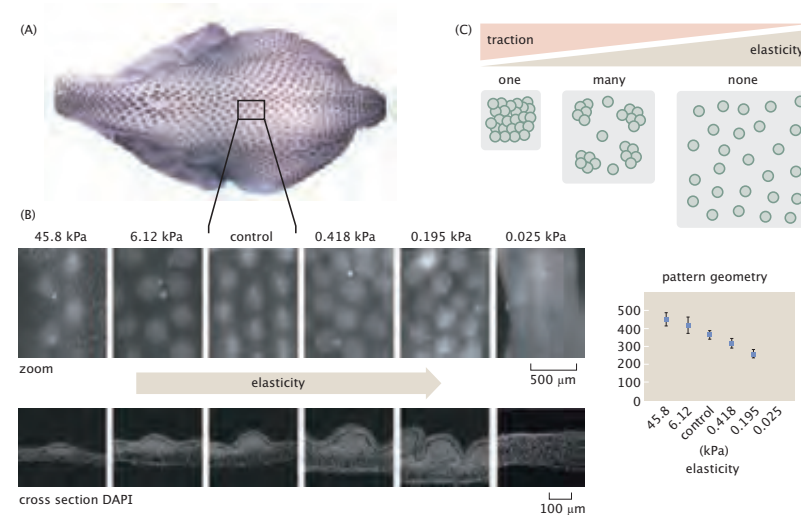 (A)
(C)
traction
elasticity
one many none
(B)
45.8 kPa 6.12 kPa control 0.418 kPa 0.195 kPa 0.025 kPa
zoom
500 μm
elasticity
cross section DAPI
100 μm
pattern geometry
500
400
300
200
100
0
45.8 6.12 control 0.418 0.195 0.025
(kPa)
elasticity